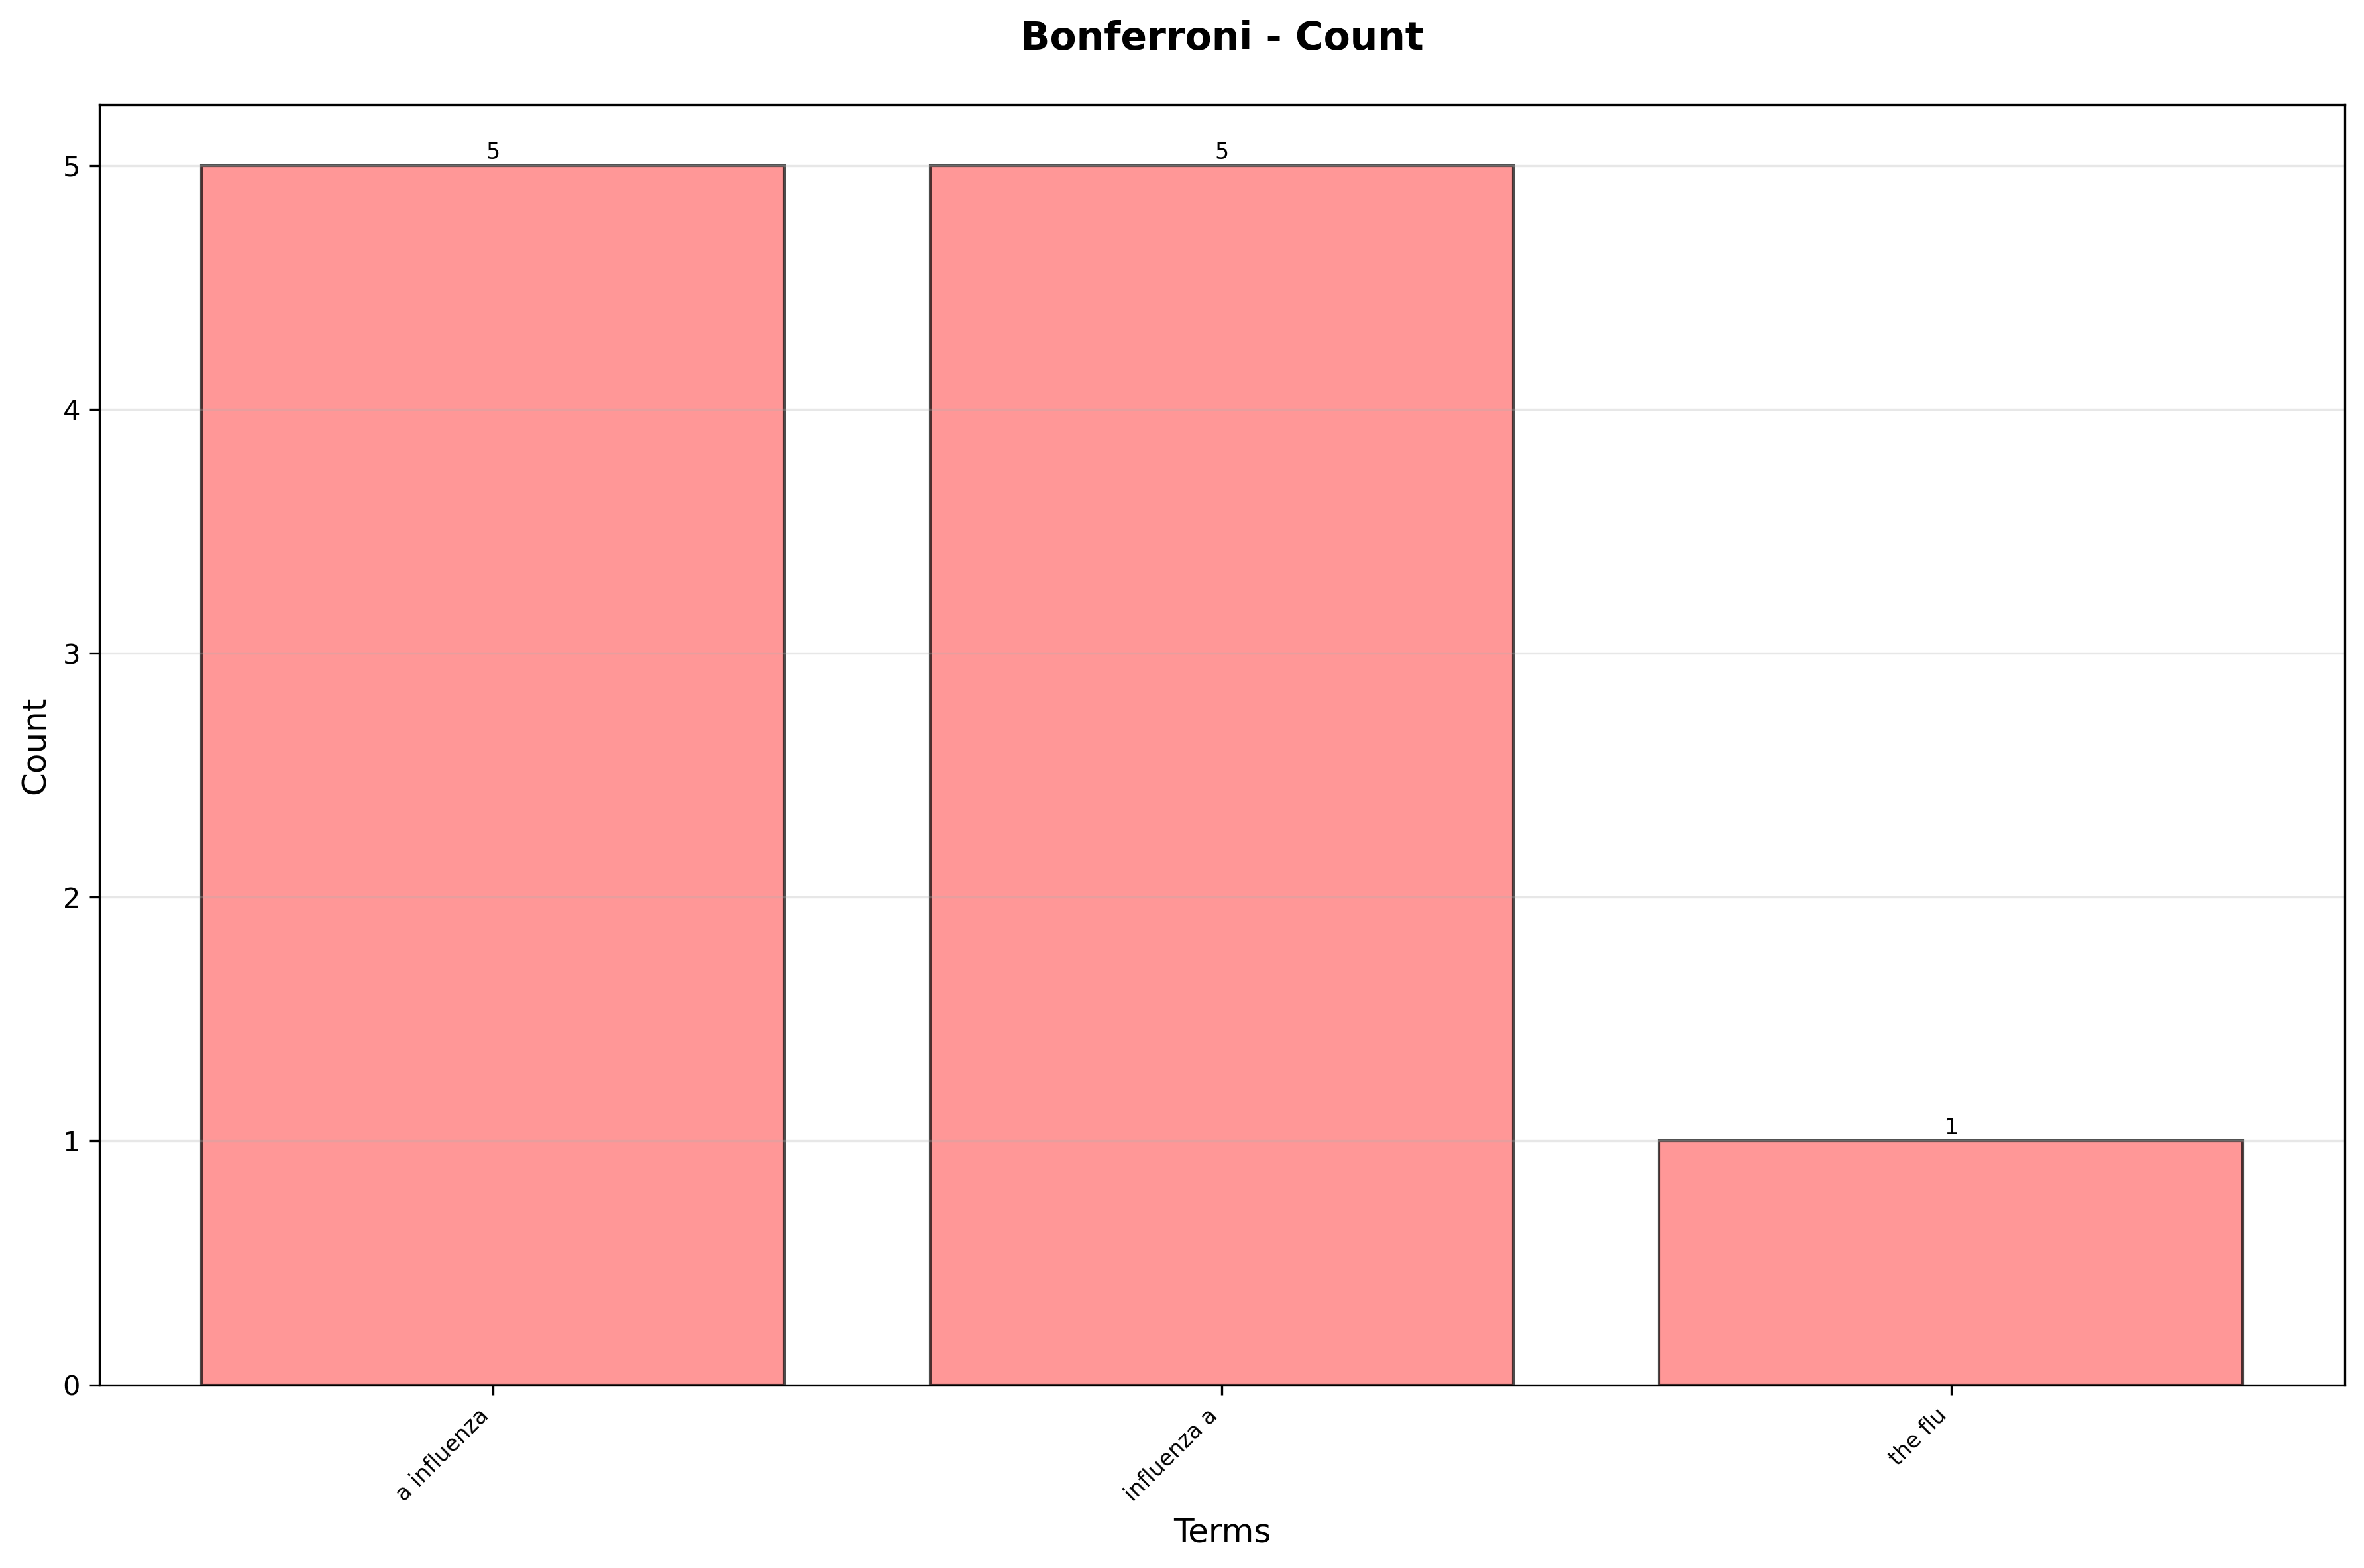 Bonferroni - Count
5
5
5
4
3
2
1
1
0
Count
a influenza
influenza a
the flu
Terms